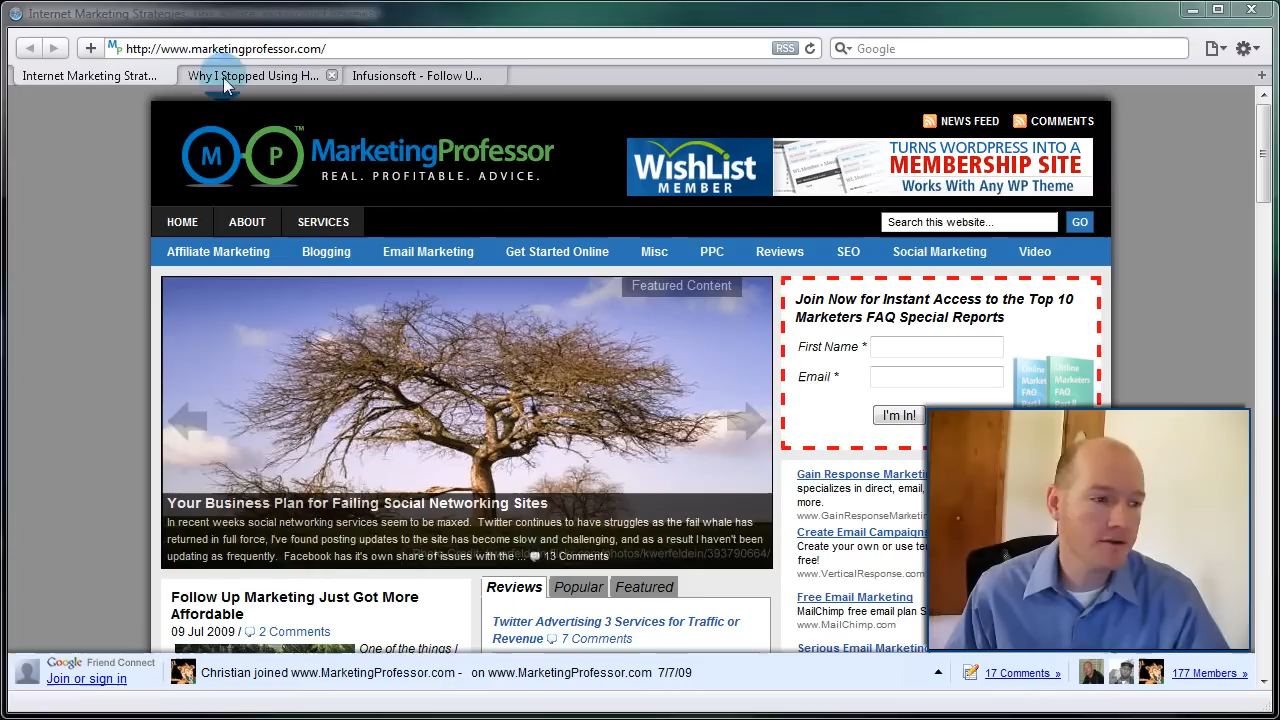 Internet Marketing Strategies,
http://www.marketingprofessor.com/
RSS
Google
Internet Marketing Strat...
Why I Stopped Using H...
Infusionsoft - Follow U...
NEWS FEED
COMMENTS
M P ™
MarketingProfessor
REAL. PROFITABLE. ADVICE.
WishList
MEMBER
TURNS WORDPRESS INTO A
MEMBERSHIP SITE
Works With Any WP Theme
HOME
ABOUT
SERVICES
Search this website...
GO
Affiliate Marketing
Blogging
Email Marketing
Get Started Online
Misc
PPC
Reviews
SEO
Social Marketing
Video
Featured Content
Your Business Plan for Failing Social Networking Sites
In recent weeks social networking services seem to be maxed. Twitter continues to have struggles as the fail whale has
returned in full force, I've found posting updates to the site has become slow and challenging, and as a result I haven't been
updating as frequently. Facebook has it's own share of issues with the ... 13 Comments
Join Now for Instant Access to the Top 10
Marketers FAQ Special Reports
First Name *
Email *
I'm In!
Gain Response Marketi
specializes in direct, email,
more.
www.GainResponseMarketi
Create Email Campaigns
Create your own or use te
free!
www.VerticalResponse.com
Free Email Marketing
MailChimp free email plan S
www.MailChimp.com
Serious Email Marketing
Follow Up Marketing Just Got More
Affordable
09 Jul 2009 / 2 Comments
One of the things I
Reviews
Popular
Featured
Twitter Advertising 3 Services for Traffic or
Revenue 7 Comments
Google Friend Connect
Join or sign in
Christian joined www.MarketingProfessor.com on www.MarketingProfessor.com 7/7/09
17 Comments »
177 Members »